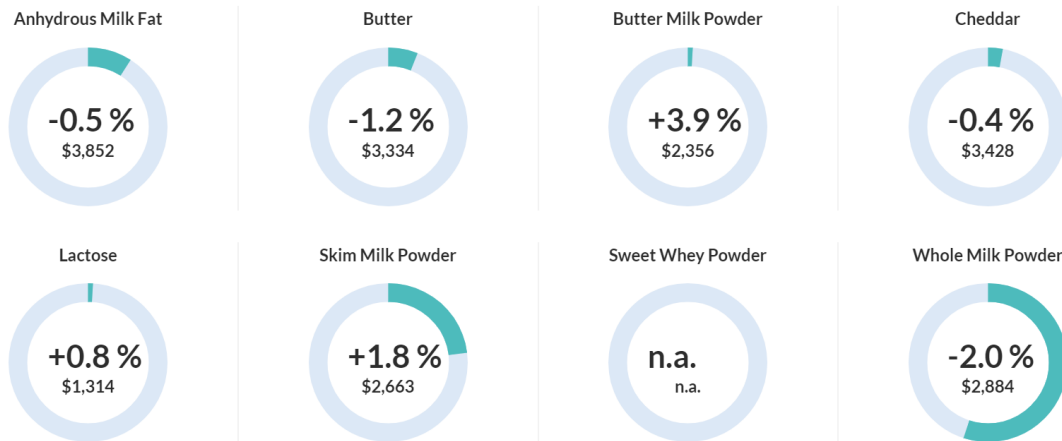 Anhydrous Milk Fat
-0.5 %
$3,852
Butter
-1.2 %
$3,334
Butter Milk Powder
+3.9 %
$2,356
Cheddar
-0.4 %
$3,428
Lactose
+0.8 %
$1,314
Skim Milk Powder
+1.8 %
$2,663
Sweet Whey Powder
n.a.
n.a.
Whole Milk Powder
-2.0 %
$2,884